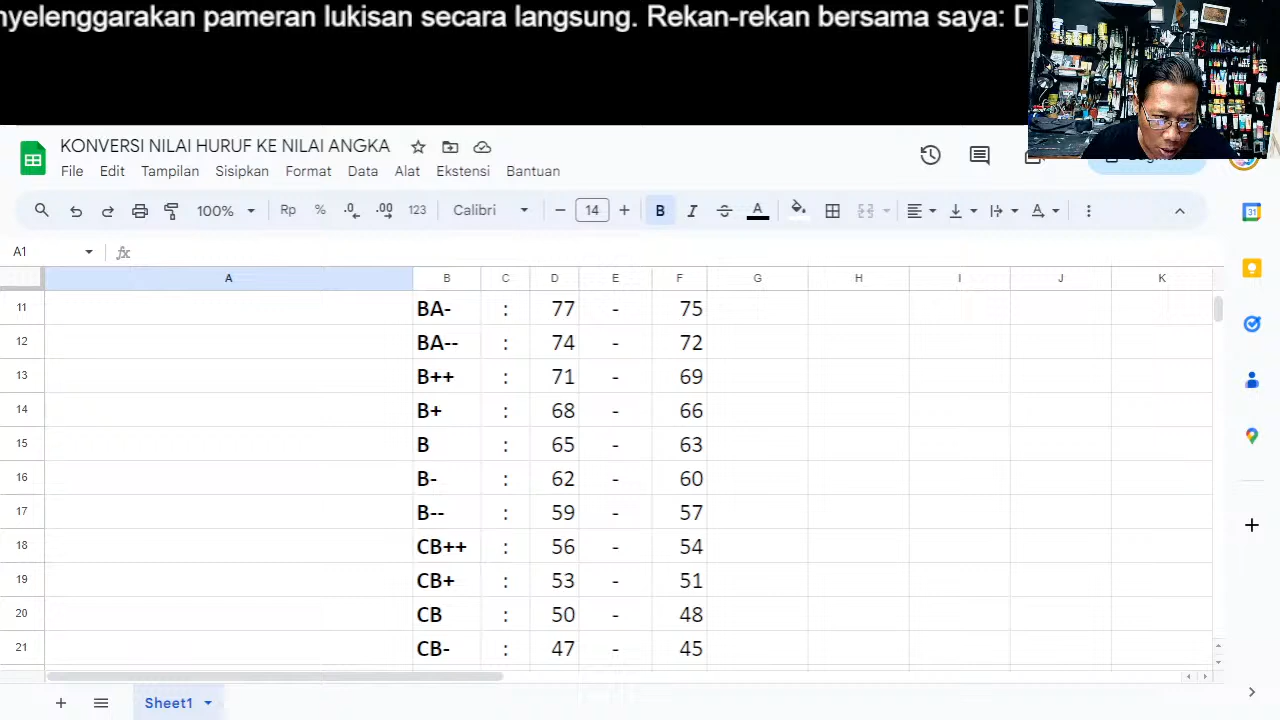 nyelenggarakan pameran lukisan secara langsung. Rekan-rekan bersama saya:
KONVERSI NILAI HURUF KE NILAI ANGKA
File Edit Tampilan Sisipkan Format Data Alat Ekstensi Bantuan
100% Rp % .0 .00 123 Calibri 14 B I A
A1 fx
A B C D E F G H I J K
11 BA- : 77 - 75
12 BA-- : 74 - 72
13 B++ : 71 - 69
14 B+ : 68 - 66
15 B : 65 - 63
16 B- : 62 - 60
17 B-- : 59 - 57
18 CB++ : 56 - 54
19 CB+ : 53 - 51
20 CB : 50 - 48
21 CB- : 47 - 45
Sheet1
31